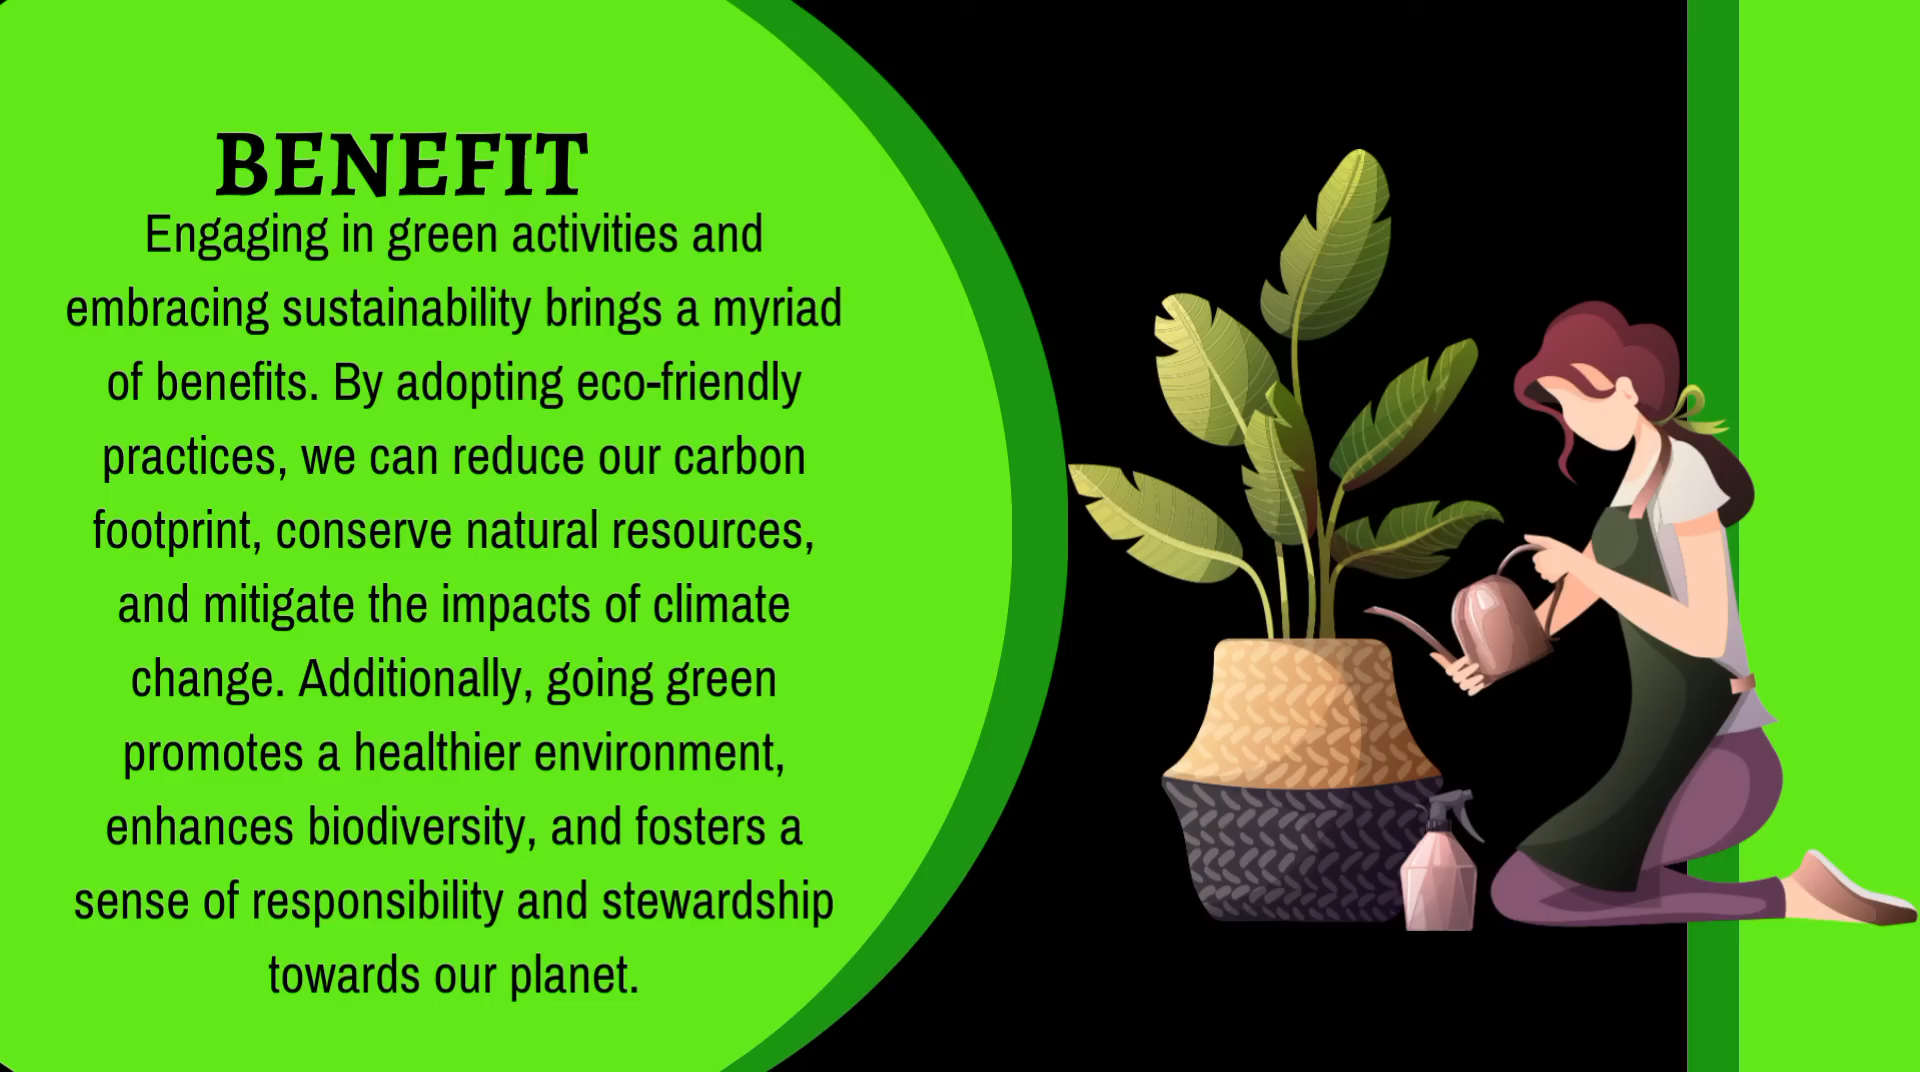 BENEFIT
Engaging in green activities and
embracing sustainability brings a myriad
of benefits. By adopting eco-friendly
practices, we can reduce our carbon
footprint, conserve natural resources,
and mitigate the impacts of climate
change. Additionally, going green
promotes a healthier environment,
enhances biodiversity, and fosters a
sense of responsibility and stewardship
towards our planet.